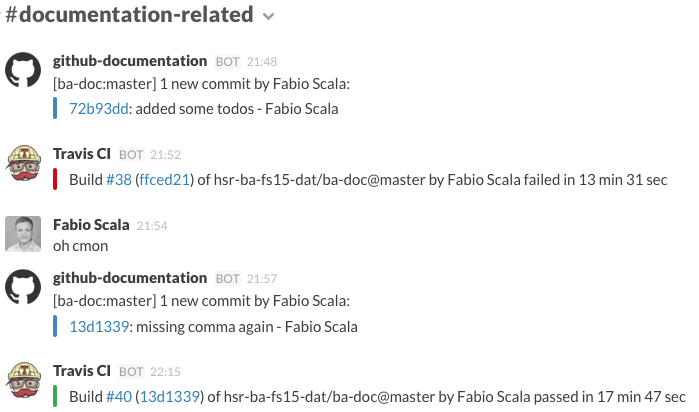 #documentation-related
github-documentation BOT 21:48
[ba-doc:master] 1 new commit by Fabio Scala:
72b93dd: added some todos - Fabio Scala
Travis CI BOT 21:52
Build #38 (ffced21) of hsr-ba-fs15-dat/ba-doc@master by Fabio Scala failed in 13 min 31 sec
Fabio Scala 21:54
oh cmon
github-documentation BOT 21:57
[ba-doc:master] 1 new commit by Fabio Scala:
13d1339: missing comma again - Fabio Scala
Travis CI BOT 22:15
Build #40 (13d1339) of hsr-ba-fs15-dat/ba-doc@master by Fabio Scala passed in 17 min 47 sec